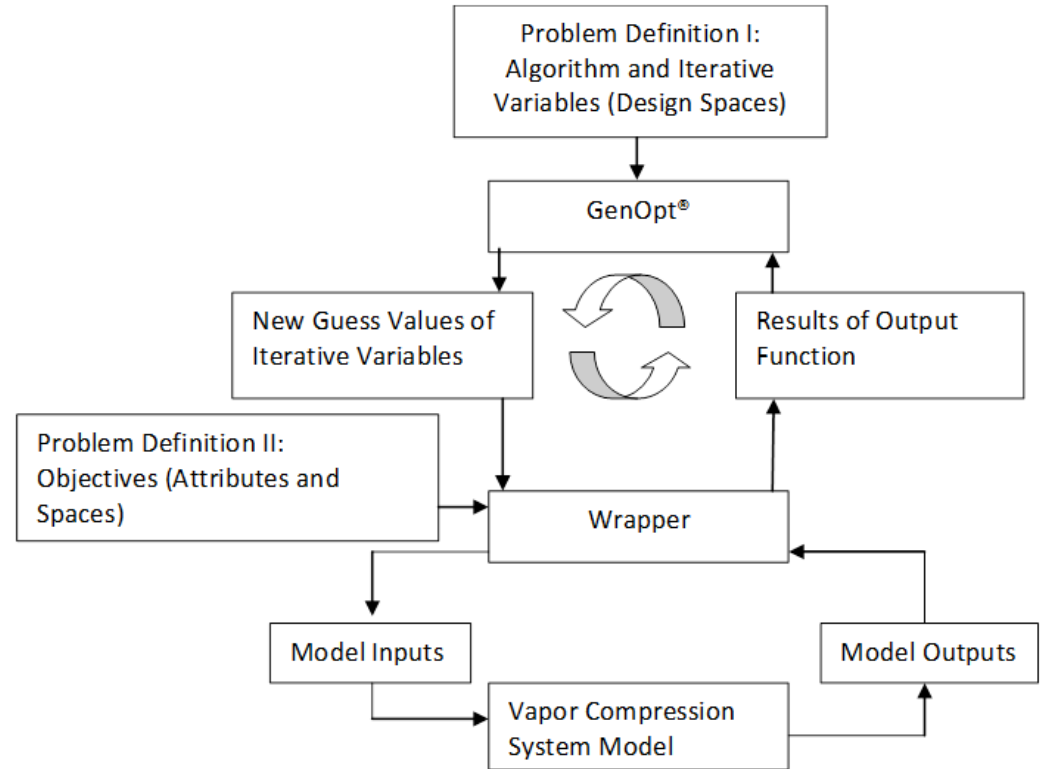 Problem Definition I:
Algorithm and Iterative
Variables (Design Spaces)
GenOpt®
New Guess Values of
Iterative Variables
Results of Output
Function
Problem Definition II:
Objectives (Attributes and
Spaces)
Wrapper
Model Inputs
Model Outputs
Vapor Compression
System Model